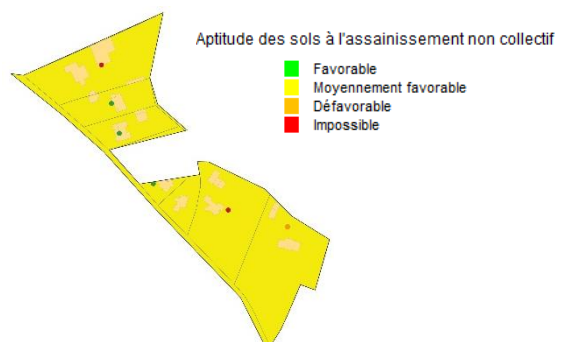 Aptitude des sols à l'assainissement non collectif
Favorable
Moyennement favorable
Défavorable
Impossible